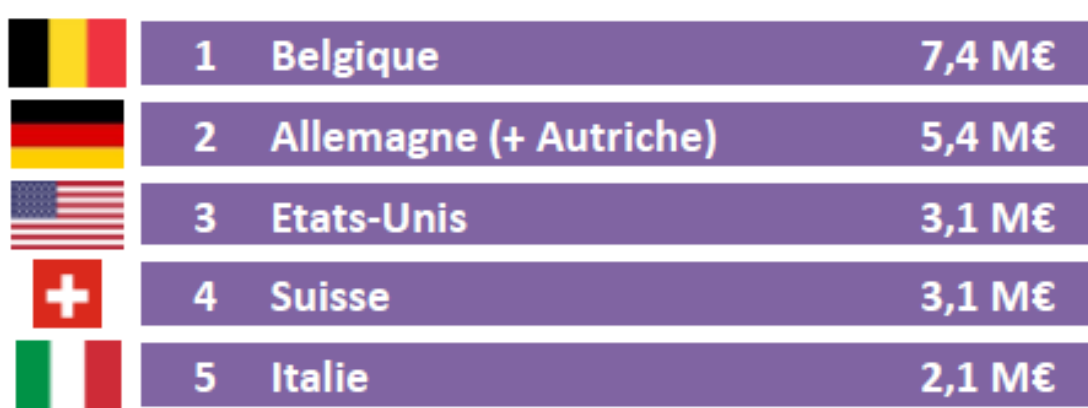 1 Belgique 7,4 M€
2 Allemagne (+ Autriche) 5,4 M€
3 Etats-Unis 3,1 M€
4 Suisse 3,1 M€
5 Italie 2,1 M€